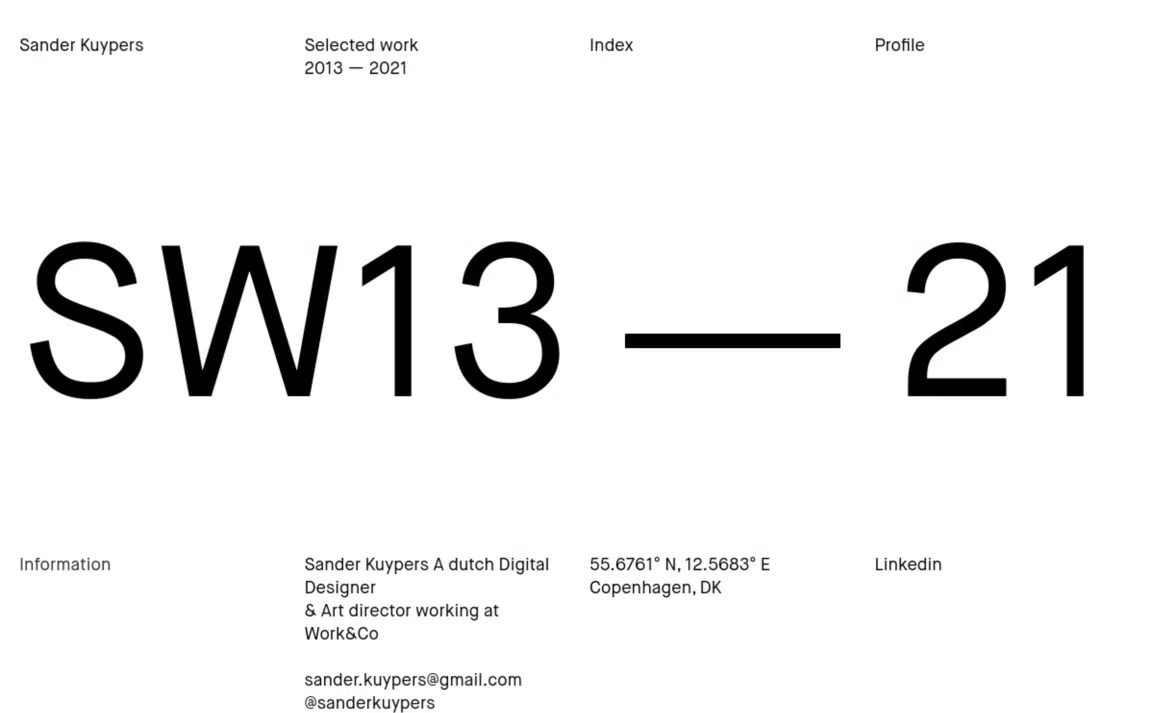 Sander Kuypers
Selected work
2013 — 2021
Index
Profile
SW13 — 21
Information
Sander Kuypers A dutch Digital
Designer
& Art director working at
Work&Co
sander.kuypers@gmail.com
@sanderkuypers
55.6761° N, 12.5683° E
Copenhagen, DK
Linkedin